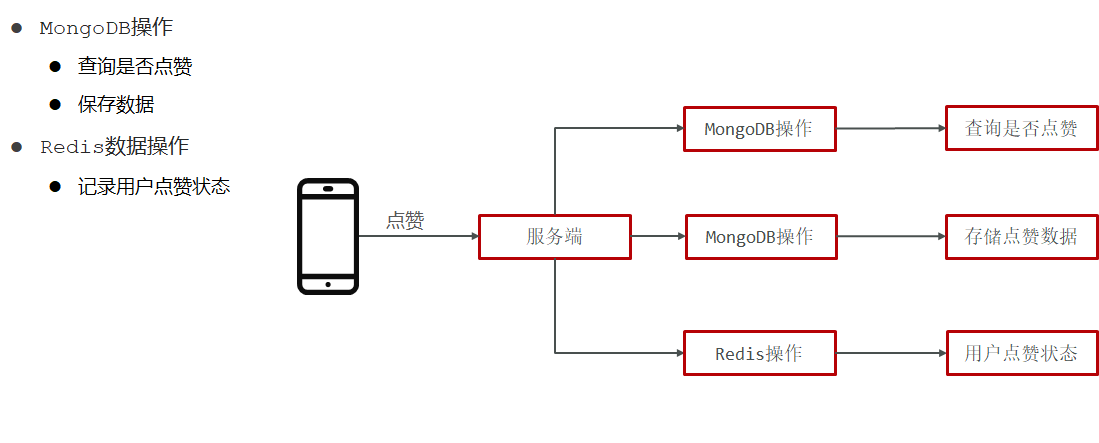 MongoDB操作
查询是否点赞
保存数据
Redis数据操作
记录用户点赞状态
点赞
服务端
MongoDB操作
查询是否点赞
MongoDB操作
存储点赞数据
Redis操作
用户点赞状态